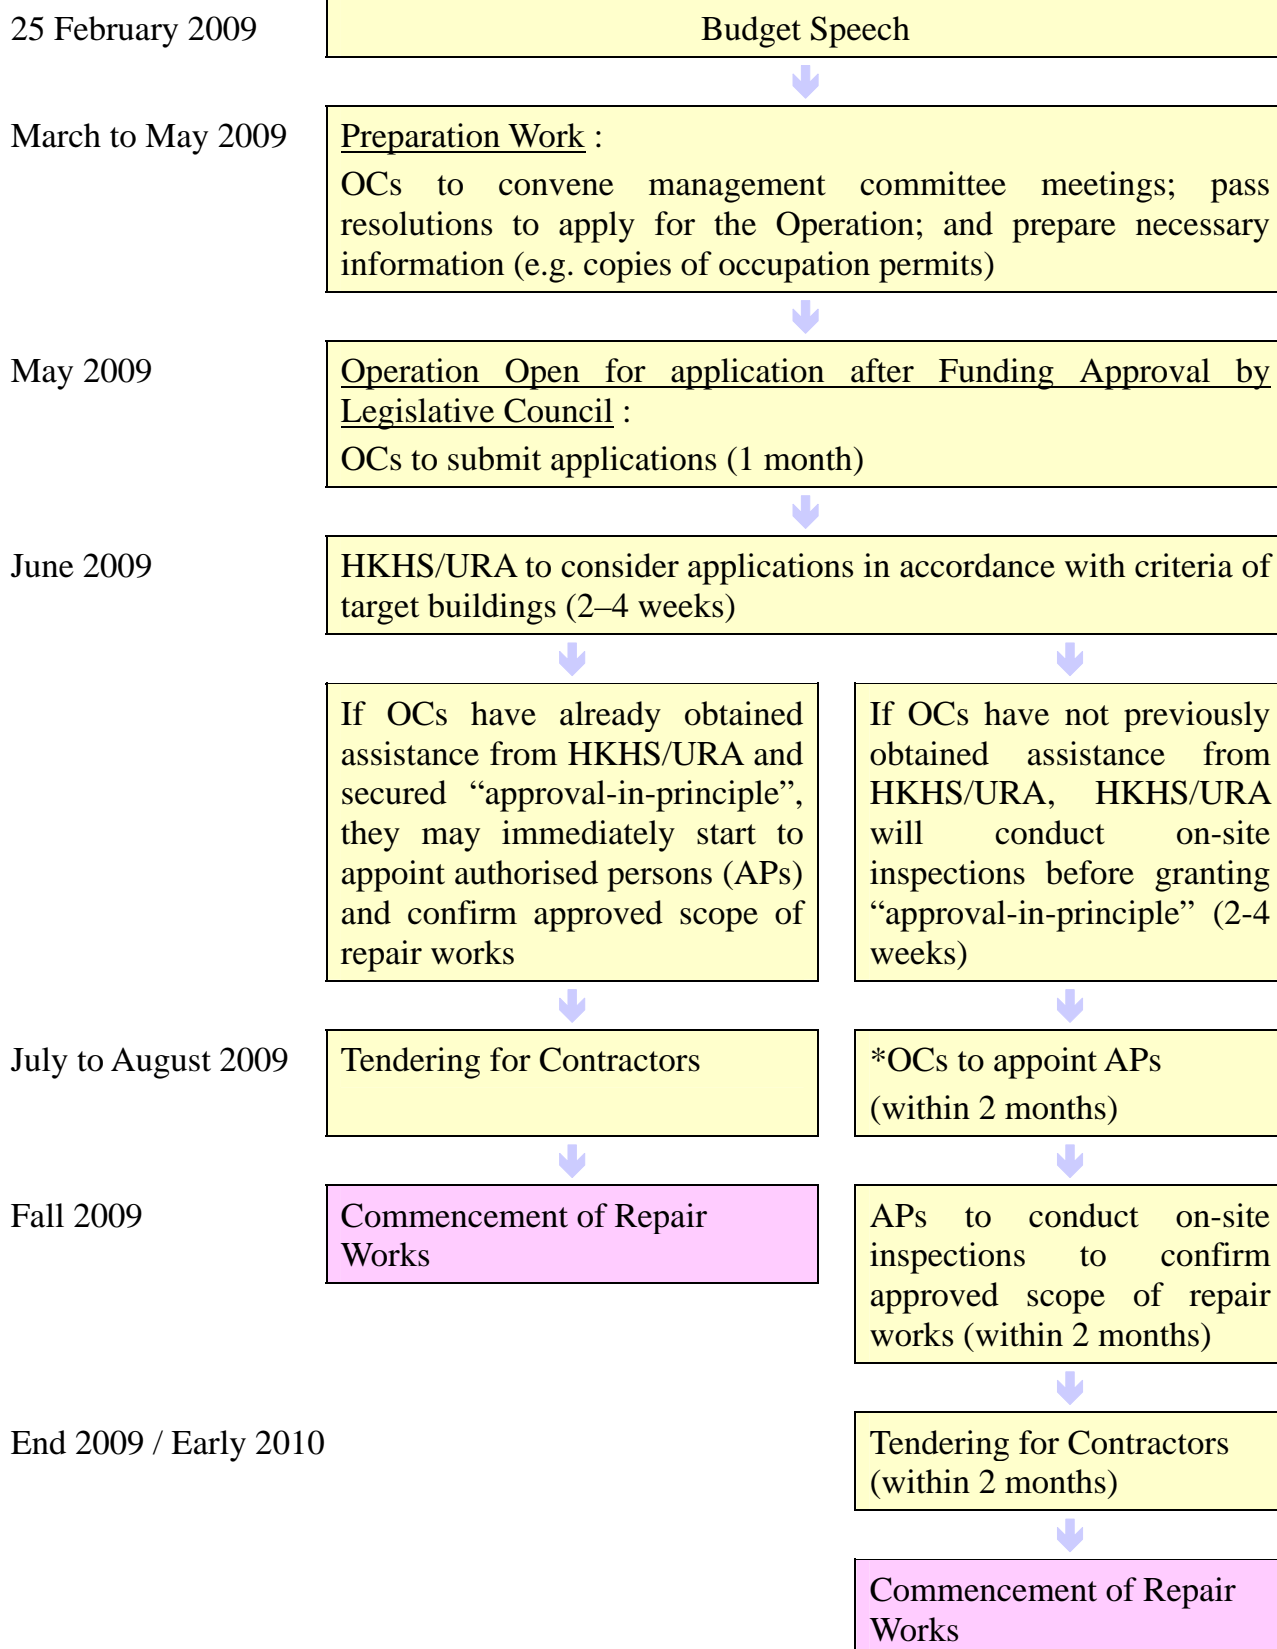 25 February 2009
Budget Speech
March to May 2009
Preparation Work :
OCs to convene management committee meetings; pass
resolutions to apply for the Operation; and prepare necessary
information (e.g. copies of occupation permits)
May 2009
Operation Open for application after Funding Approval by
Legislative Council :
OCs to submit applications (1 month)
June 2009
HKHS/URA to consider applications in accordance with criteria of
target buildings (2–4 weeks)
If OCs have already obtained
assistance from HKHS/URA and
secured “approval-in-principle”,
they may immediately start to
appoint authorised persons (APs)
and confirm approved scope of
repair works
If OCs have not previously
obtained assistance from
HKHS/URA, HKHS/URA
will conduct on-site
inspections before granting
“approval-in-principle” (2-4
weeks)
July to August 2009
Tendering for Contractors
*OCs to appoint APs
(within 2 months)
Fall 2009
Commencement of Repair
Works
APs to conduct on-site
inspections to confirm
approved scope of repair
works (within 2 months)
End 2009 / Early 2010
Tendering for Contractors
(within 2 months)
Commencement of Repair
Works